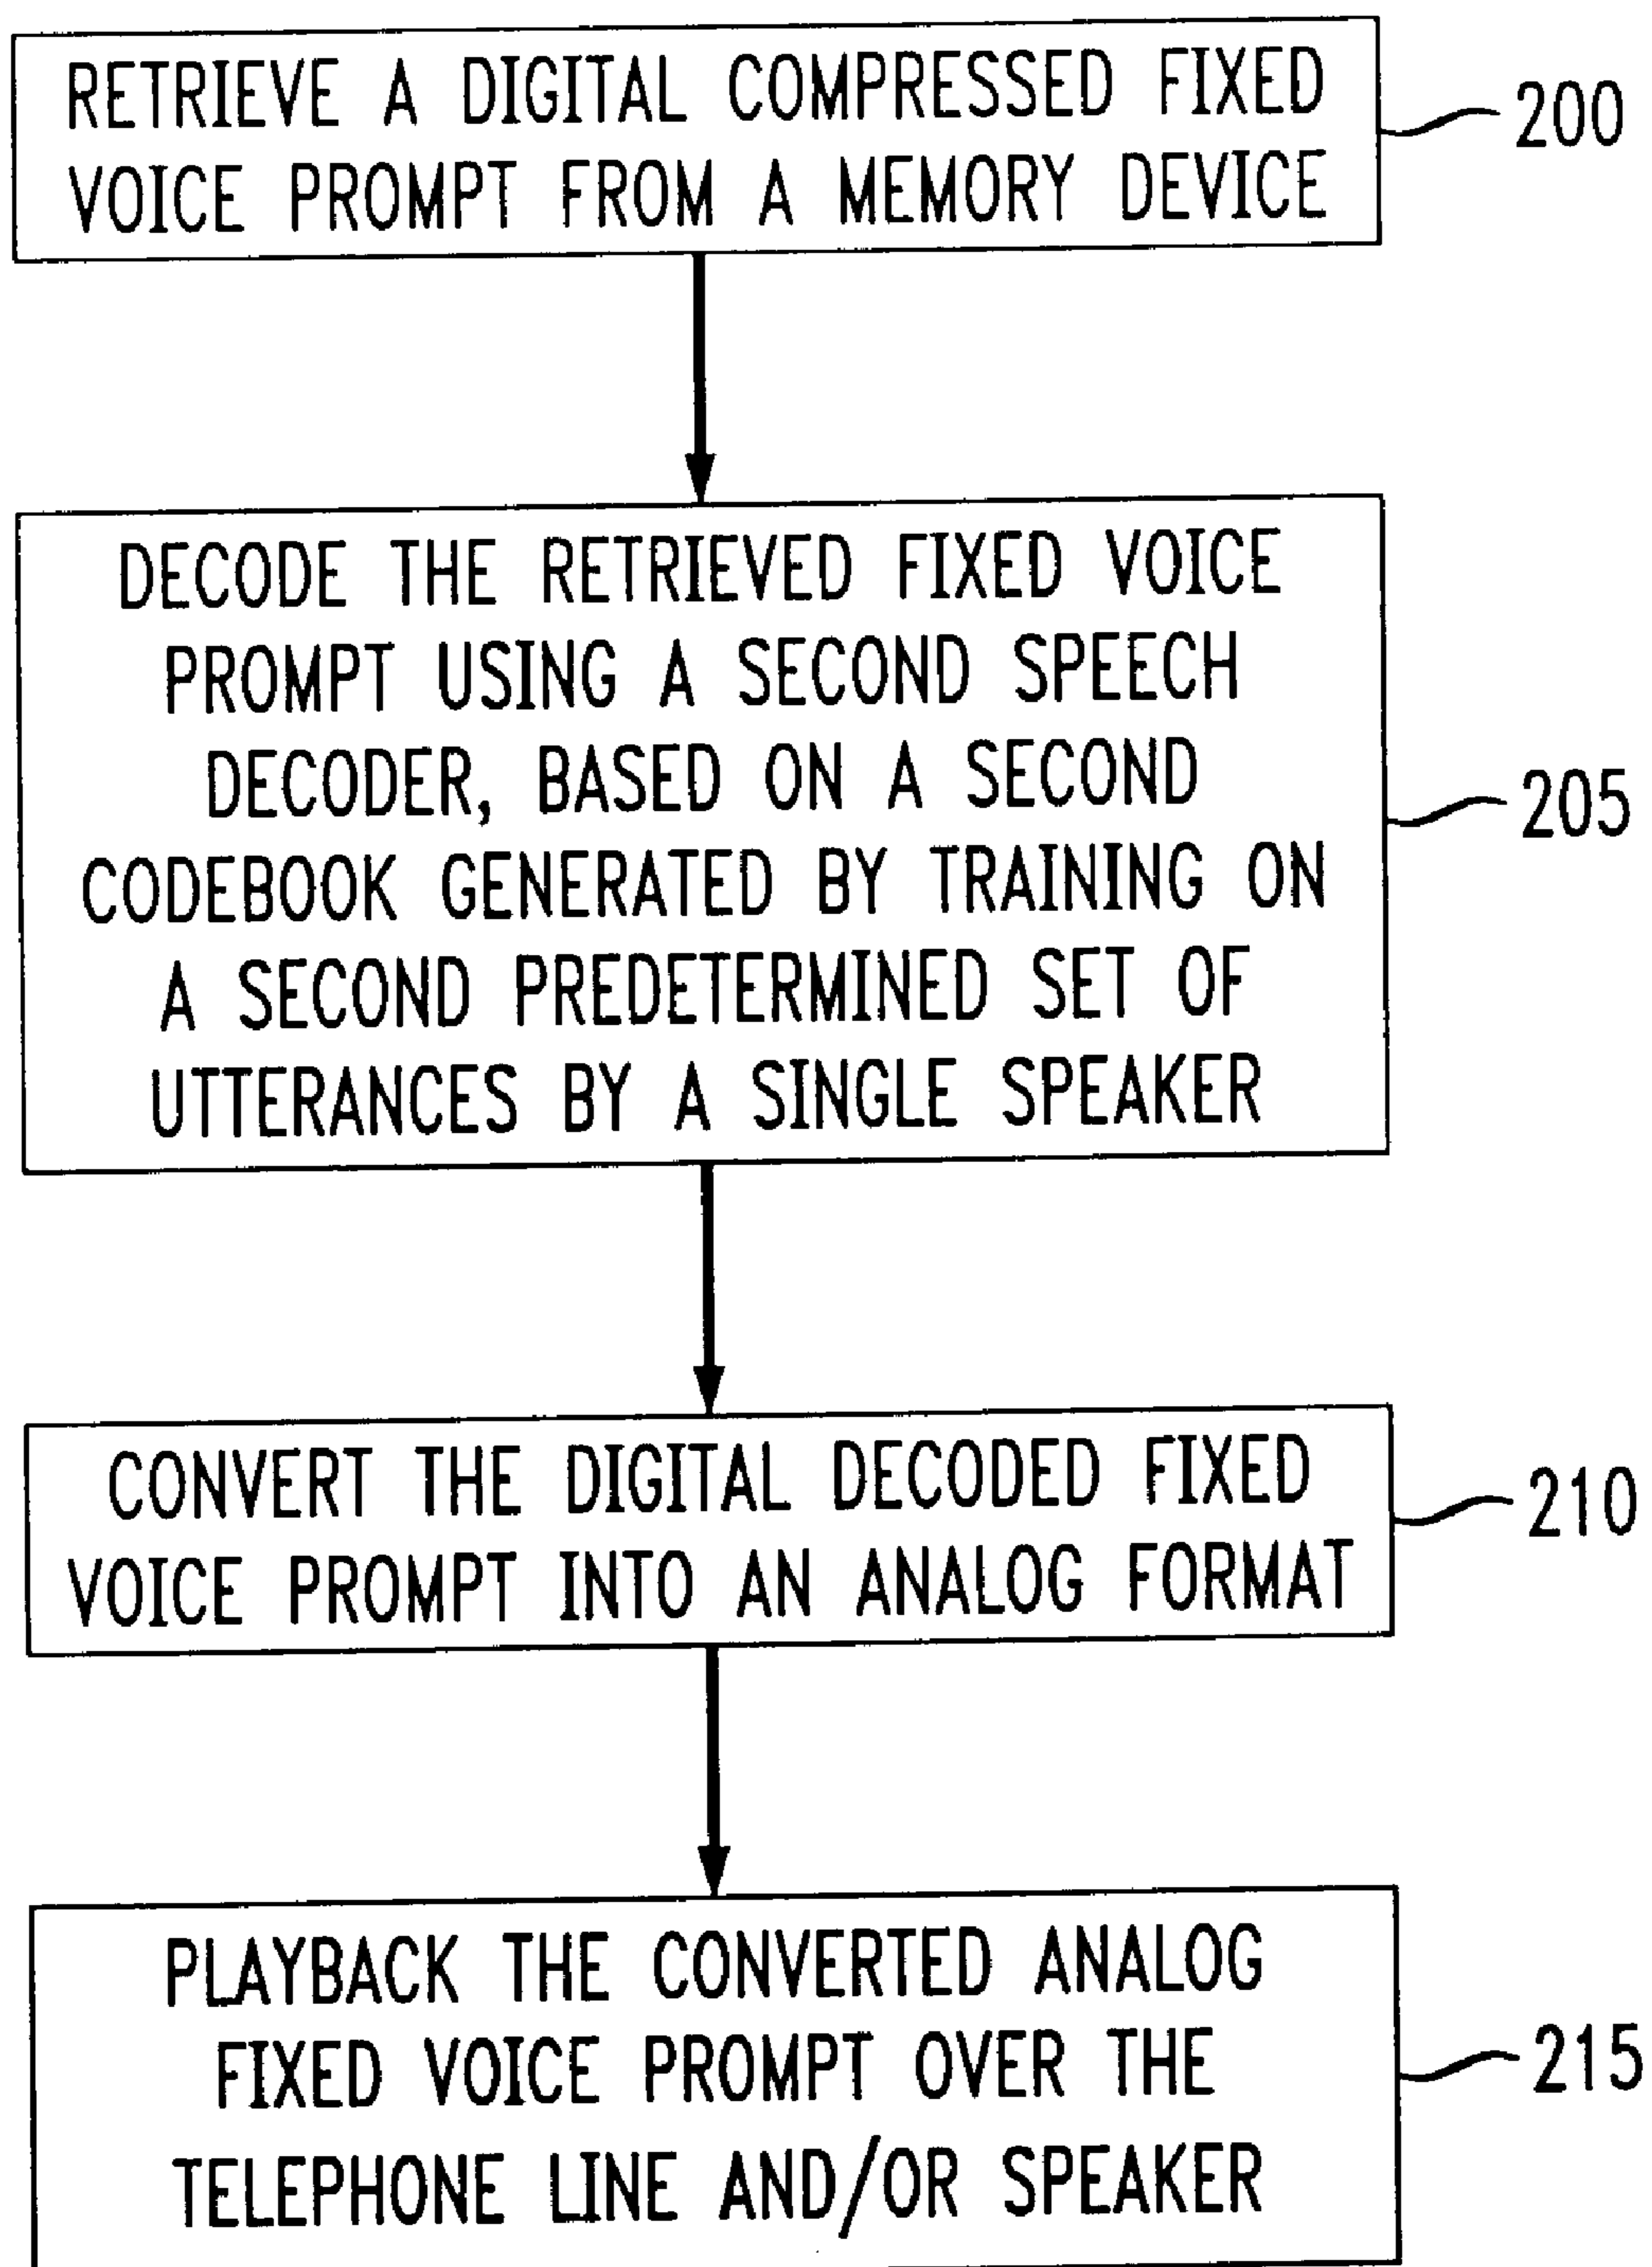 RETRIEVE A DIGITAL COMPRESSED FIXED
VOICE PROMPT FROM A MEMORY DEVICE
200
DECODE THE RETRIEVED FIXED VOICE
PROMPT USING A SECOND SPEECH
DECODER, BASED ON A SECOND
CODEBOOK GENERATED BY TRAINING ON
A SECOND PREDETERMINED SET OF
UTTERANCES BY A SINGLE SPEAKER
205
CONVERT THE DIGITAL DECODED FIXED
VOICE PROMPT INTO AN ANALOG FORMAT
210
PLAYBACK THE CONVERTED ANALOG
FIXED VOICE PROMPT OVER THE
TELEPHONE LINE AND/OR SPEAKER
215